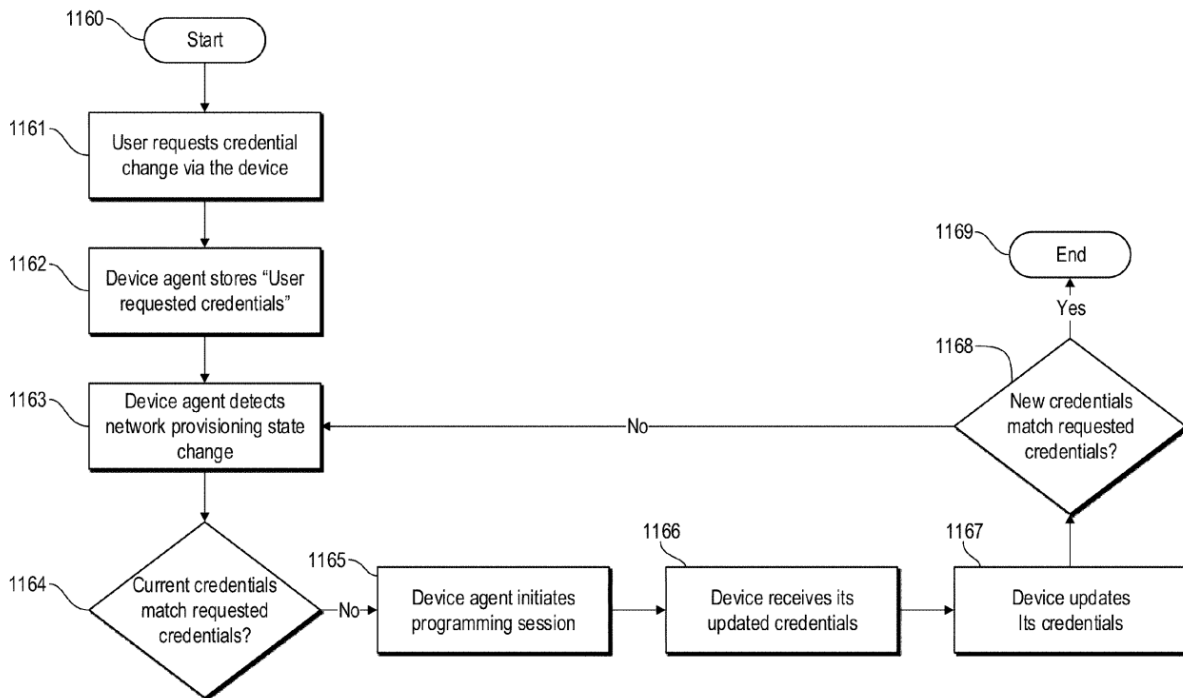 1160
Start
1161
User requests credential
change via the device
1162
Device agent stores “User
requested credentials”
1163
Device agent detects
network provisioning state
change
1164
Current credentials
match requested
credentials?
No
1165
Device agent initiates
programming session
1166
Device receives its
updated credentials
1167
Device updates
Its credentials
1168
New credentials
match requested
credentials?
No
Yes
1169
End